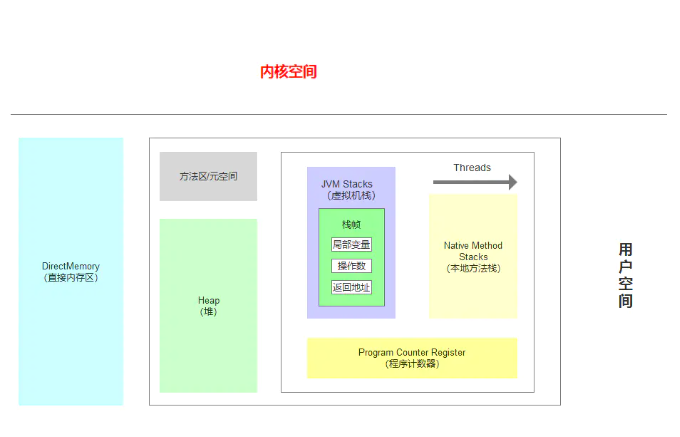 内核空间
DirectMemory
（直接内存区）
方法区/元空间
Heap
（堆）
JVM Stacks
（虚拟机栈）
栈帧
局部变量
操作数
返回地址
Threads
Native Method
Stacks
（本地方法栈）
Program Counter Register
（程序计数器）
用户空间